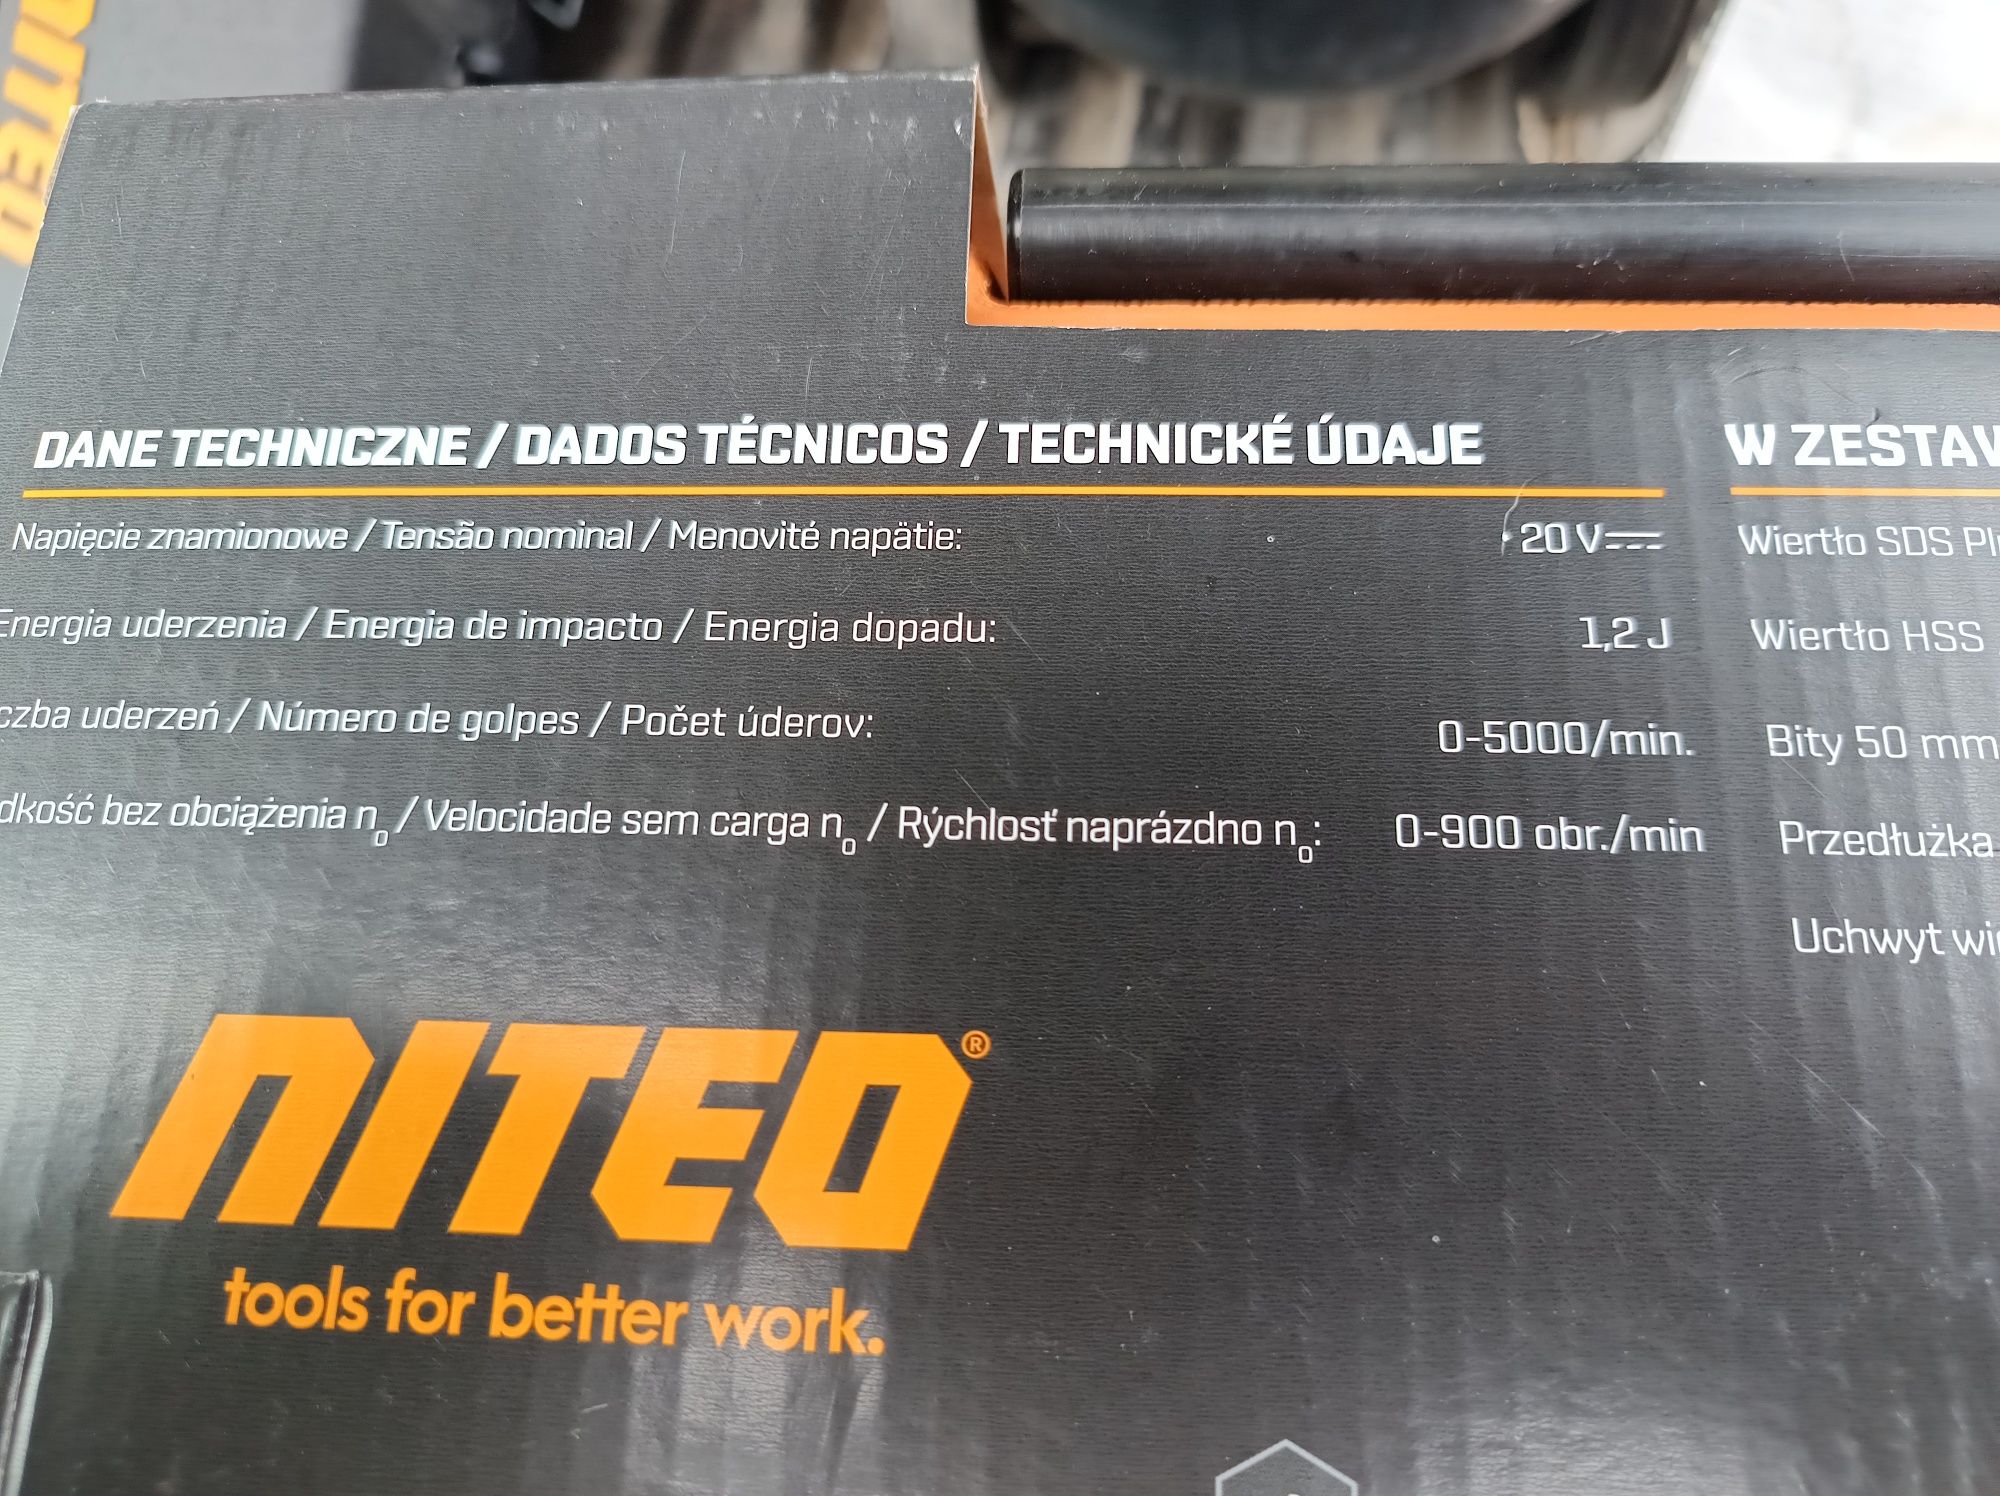 DANE TECHNICZNE / DADOS TÉCNICOS / TECHNICKÉ ÚDAJE
Napięcie znamionowe / Tensão nominal / Menovité napätie: 20 V
Energia uderzenia / Energia de impacto / Energia dopadu: 1,2 J
uderzeń / Número de golpes / Počet úderov: 0-5000/min.
bez obciążenia n₀ / Velocidade sem carga n₀ / Rýchlosť naprázdno n₀: 0-900 obr./min
W
Wiertło SDS
Wiertło HSS
Bity 50 mm
Przedłużka
Uchwyt
NITEO®
tools for better work.
NITEO